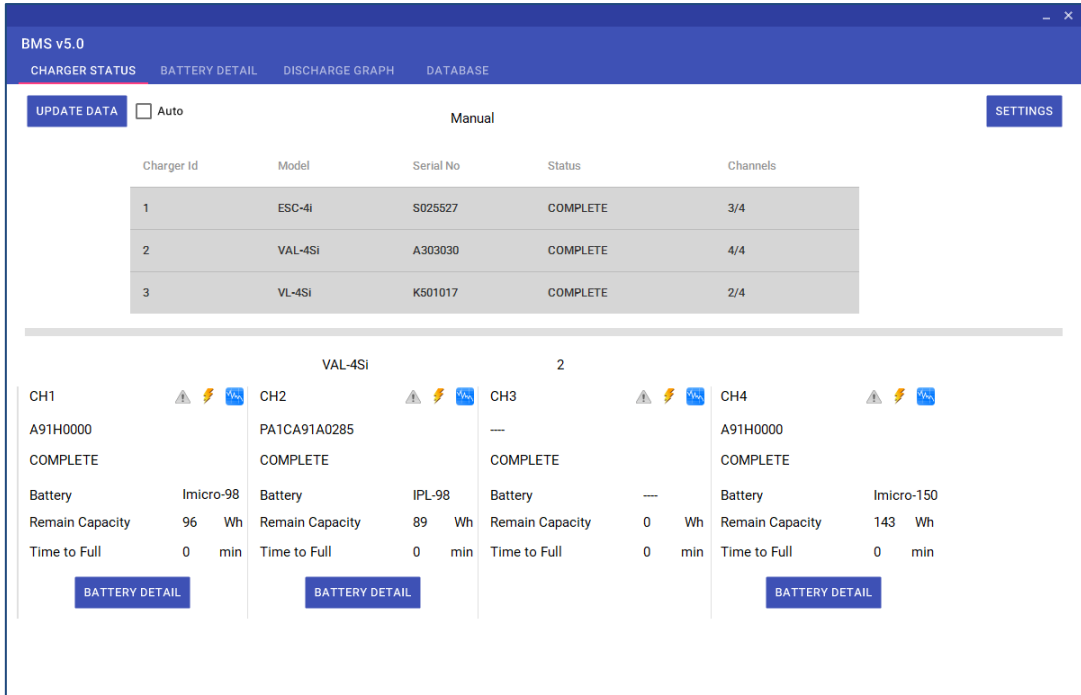 BMS v5.0
CHARGER STATUS BATTERY DETAIL DISCHARGE GRAPH DATABASE
UPDATE DATA Auto Manual SETTINGS
Charger Id Model Serial No Status Channels
1 ESC-4i S025527 COMPLETE 3/4
2 VAL-4Si A303030 COMPLETE 4/4
3 VL-4Si K501017 COMPLETE 2/4
VAL-4Si 2
CH1 CH2 CH3 CH4
A91H0000 PA1CA91A0285 ---- A91H0000
COMPLETE COMPLETE COMPLETE COMPLETE
Battery Imicro-98 Battery IPL-98 Battery ---- Battery Imicro-150
Remain Capacity 96 Wh Remain Capacity 89 Wh Remain Capacity 0 Wh Remain Capacity 143 Wh
Time to Full 0 min Time to Full 0 min Time to Full 0 min Time to Full 0 min
BATTERY DETAIL BATTERY DETAIL BATTERY DETAIL